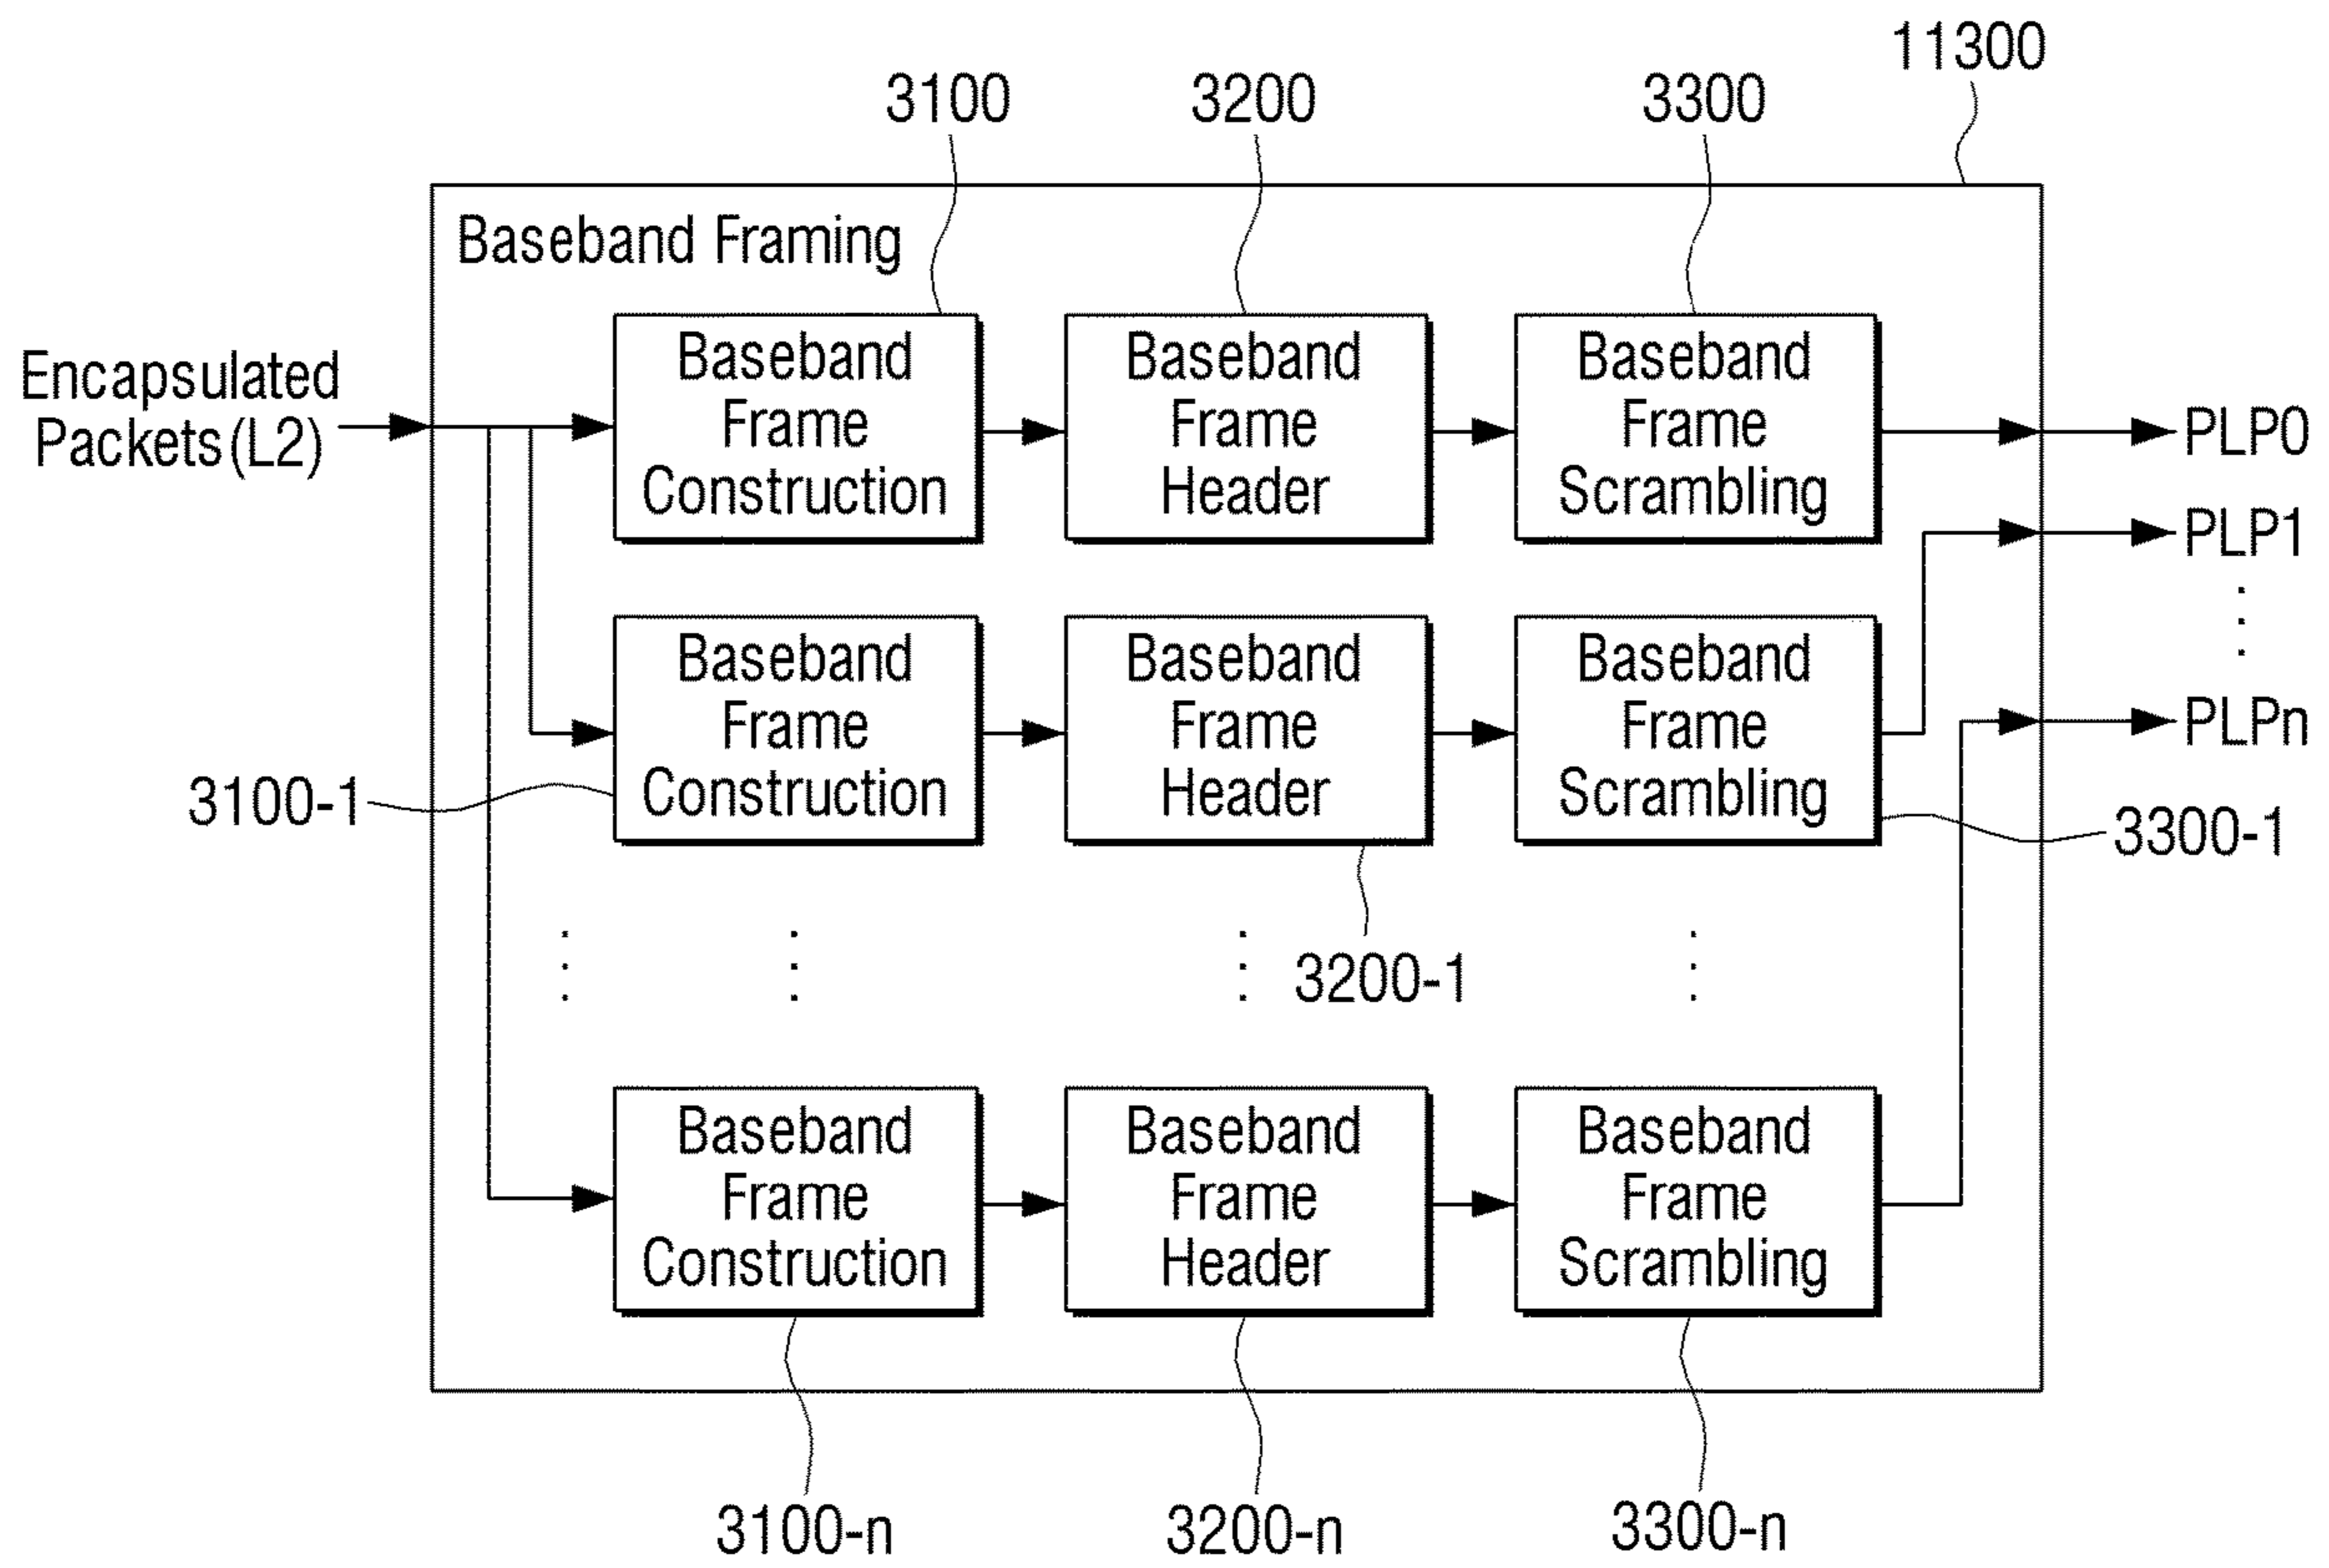 11300
3100 3200 3300
Baseband Framing
Encapsulated
Packets(L2)
Baseband
Frame
Construction
Baseband
Frame
Header
Baseband
Frame
Scrambling
PLP0
PLP1
PLPn
Baseband
Frame
Construction
Baseband
Frame
Header
Baseband
Frame
Scrambling
3100-1
3300-1
3200-1
Baseband
Frame
Construction
Baseband
Frame
Header
Baseband
Frame
Scrambling
3100-n 3200-n 3300-n